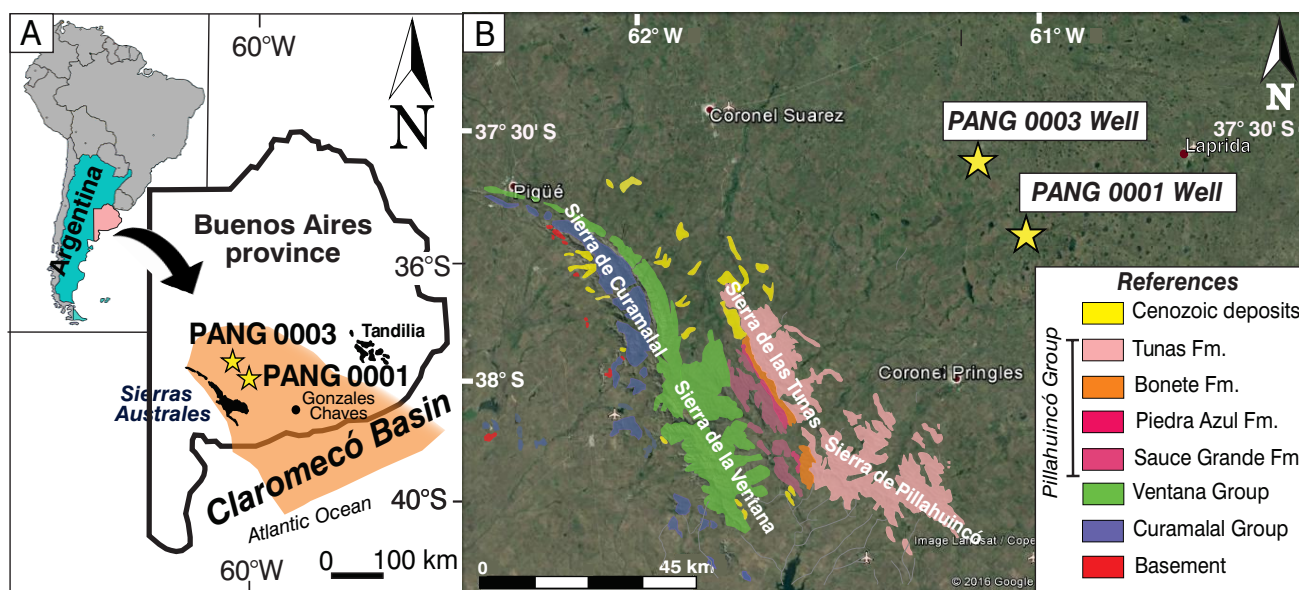 A
60°W
N
Argentina
Buenos Aires
province
36°S
PANG 0003
Tandilia
PANG 0001
Sierras
Australes
Gonzales
Chaves
Claromecó Basin
40°S
Atlantic Ocean
0 100 km
60°W
B
62° W
61° W
N
Coronel Suarez
37° 30' S
PANG 0003 Well
37° 30' S
Laprida
Pigüé
PANG 0001 Well
Sierra de Curamalal
Sierra de las Tunas
38° S
Coronel Pringles
Sierra de la Ventana
Sierra de Pillahuincó
Image Landsat / Cope
0 45 km
© 2016 Google
References
Cenozoic deposits
Pillahuincó Group
Tunas Fm.
Bonete Fm.
Piedra Azul Fm.
Sauce Grande Fm
Ventana Group
Curamalal Group
Basement